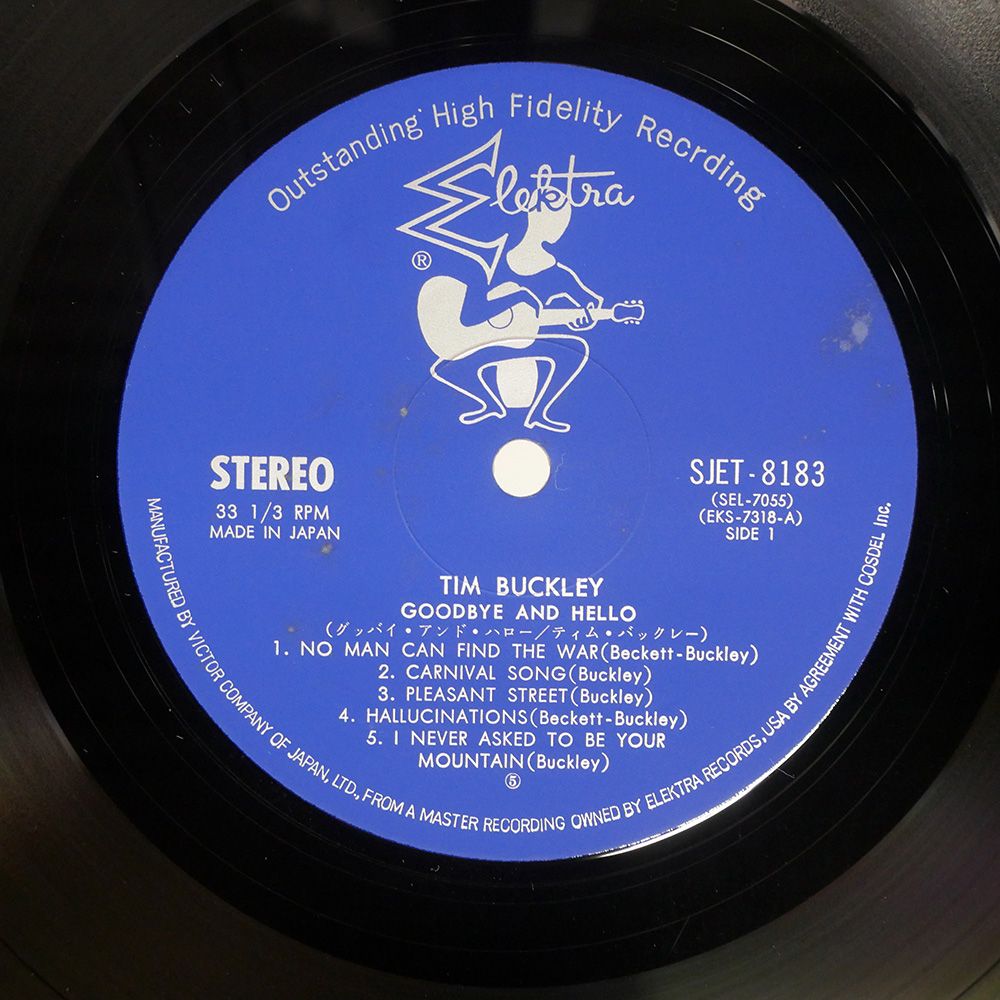 Outstanding High Fidelity Recrding
Elektra
®
STEREO
33 1/3 RPM
MADE IN JAPAN
SJET-8183
(SEL-7055)
(EKS-7318-A)
SIDE 1
TIM BUCKLEY
GOODBYE AND HELLO
(グッバイ・アンド・ハロー/ティム・バックレー)
1. NO MAN CAN FIND THE WAR(Beckett-Buckley)
2. CARNIVAL SONG(Buckley)
3. PLEASANT STREET(Buckley)
4. HALLUCINATIONS(Beckett-Buckley)
5. I NEVER ASKED TO BE YOUR
MOUNTAIN(Buckley)
⑤
MANUFACTURED BY VICTOR COMPANY OF JAPAN, LTD., FROM A MASTER RECORDING OWNED BY ELEKTRA RECORDS, USA BY AGREEMENT WITH COSDEL Inc.